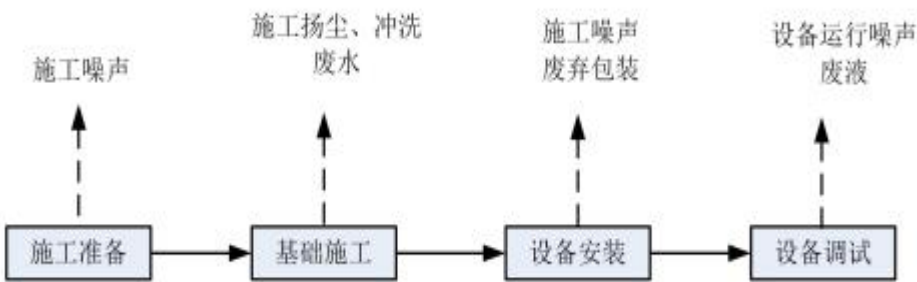 施工噪声
施工扬尘、冲洗
废水
施工噪声
废弃包装
设备运行噪声
废液
施工准备
基础施工
设备安装
设备调试